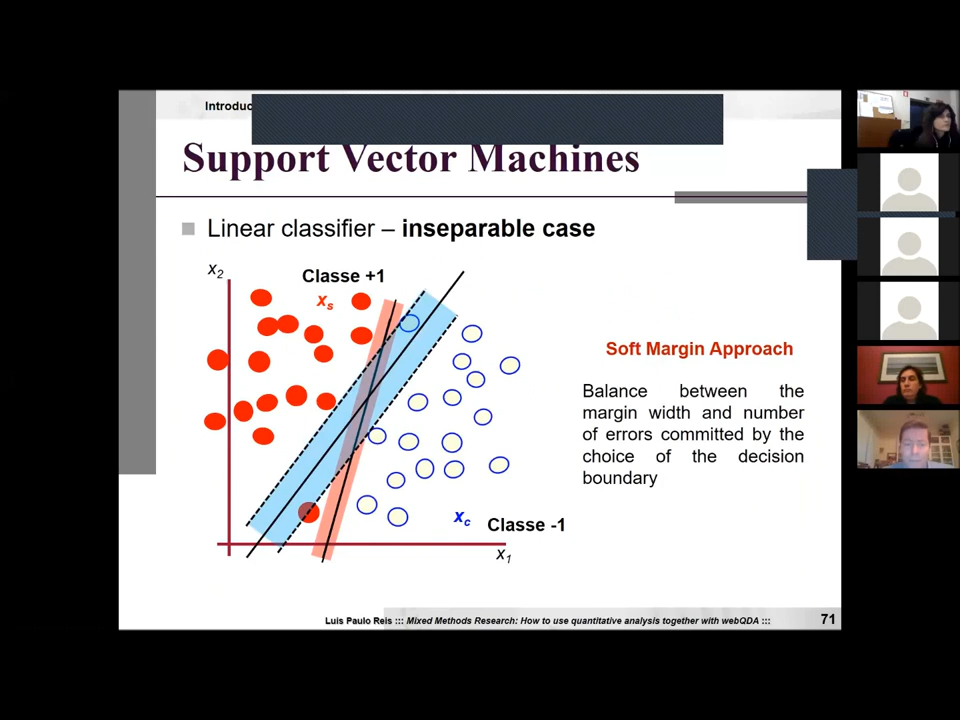 Introduc
Support Vector Machines
Linear classifier – inseparable case
x2
Classe +1
xs
Soft Margin Approach
Balance between the
margin width and number
of errors committed by the
choice of the decision
boundary
xc
Classe -1
x1
Luis Paulo Reis ::: Mixed Methods Research: How to use quantitative analysis together with webQDA :::
71